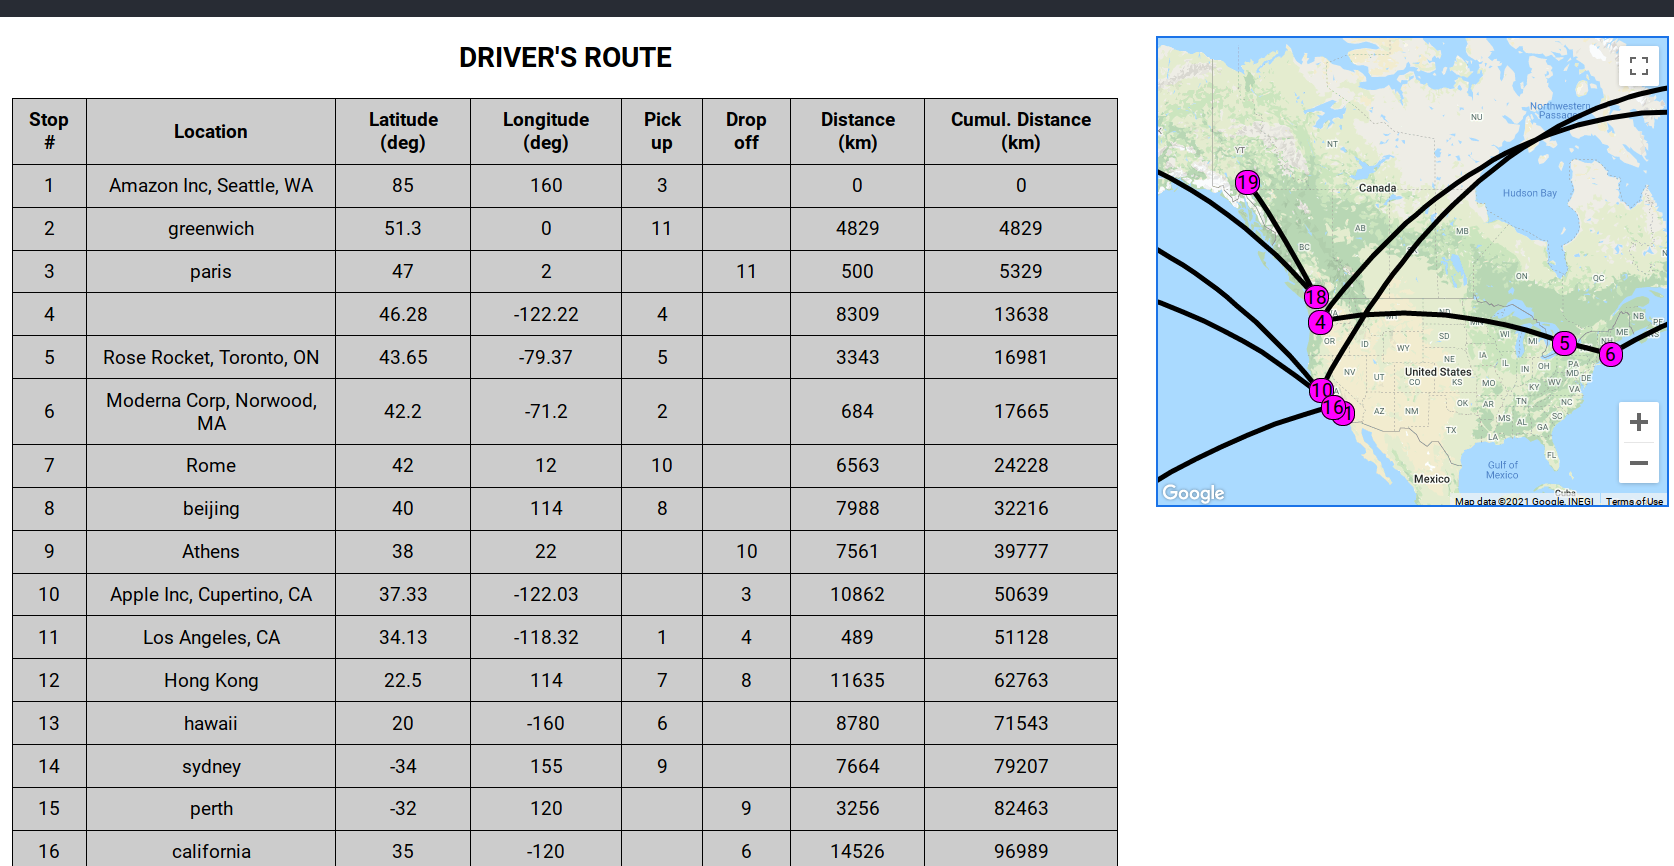 DRIVER'S ROUTE
Stop # Location Latitude (deg) Longitude (deg) Pick up Drop off Distance (km) Cumul. Distance (km)
1 Amazon Inc, Seattle, WA 85 160 3 0 0
2 greenwich 51.3 0 11 4829 4829
3 paris 47 2 11 500 5329
4 46.28 -122.22 4 8309 13638
5 Rose Rocket, Toronto, ON 43.65 -79.37 5 3343 16981
6 Moderna Corp, Norwood, MA 42.2 -71.2 2 684 17665
7 Rome 42 12 10 6563 24228
8 beijing 40 114 8 7988 32216
9 Athens 38 22 10 7561 39777
10 Apple Inc, Cupertino, CA 37.33 -122.03 3 10862 50639
11 Los Angeles, CA 34.13 -118.32 1 4 489 51128
12 Hong Kong 22.5 114 7 8 11635 62763
13 hawaii 20 -160 6 8780 71543
14 sydney -34 155 9 7664 79207
15 perth -32 120 9 3256 82463
16 california 35 -120 6 14526 96989
Northwestern
Passages
NU
YT
NT
19
Canada
Hudson Bay
AB
MB
BC
ON
QC
18
4
NB
PE
ME
NS
5
6
OR
ID
WY
SD
WI
MI
NH
NE
IA
IL
IN
OH
PA
MD
DE
NV
UT
United States
CO
KS
MO
KY
WV
VA
10
16
1
AZ
NM
OK
AR
TN
NC
MS
AL
SC
GA
TX
LA
FL
Gulf of
Mexico
Mexico
Cuba
Google
Map data ©2021 Google, INEGI Terms of Use